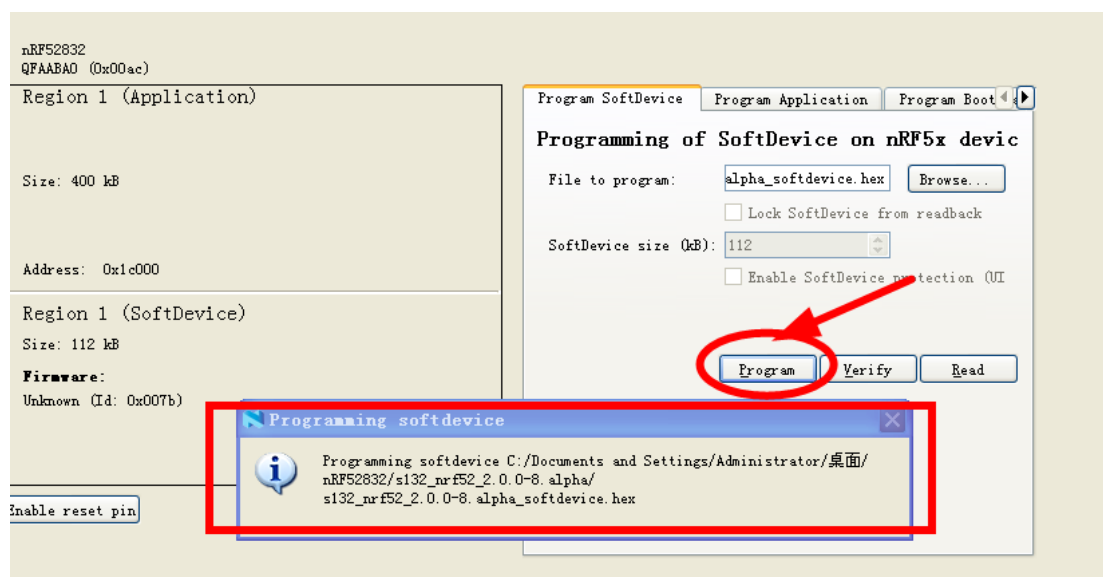 nRF52832
QFAABA0 (0x00ac)
Region 1 (Application)
Size: 400 kB
Address: 0x1c000
Region 1 (SoftDevice)
Size: 112 kB
Firmware:
Unknown (Id: 0x007b)
Enable reset pin
Program SoftDevice Program Application Program Boot
Programming of SoftDevice on nRF5x devic
File to program: alpha_softdevice.hex Browse...
Lock SoftDevice from readback
SoftDevice size (kB): 112
Enable SoftDevice protection (UI
Program Verify Read
Programming softdevice
Programming softdevice C:/Documents and Settings/Administrator/桌面/
nRF52832/s132_nrf52_2.0.0-8.alpha/
s132_nrf52_2.0.0-8.alpha_softdevice.hex